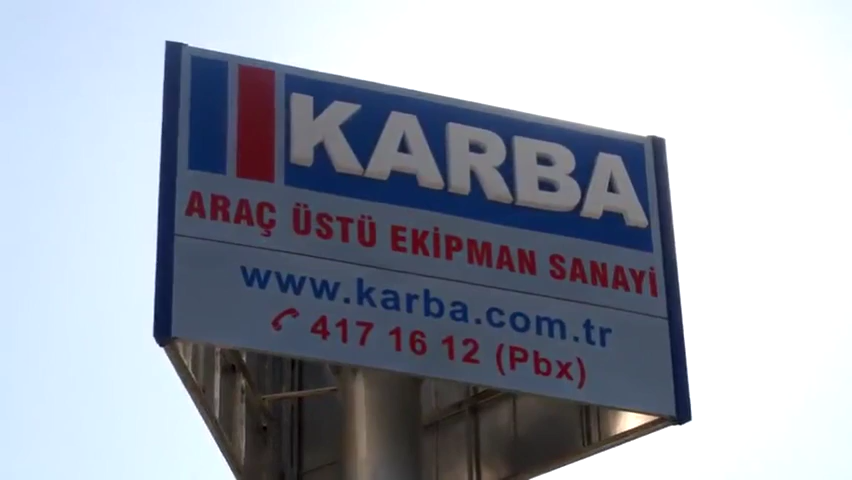 KARBA
ARAÇ ÜSTÜ EKİPMAN SANAYİ
www.karba.com.tr
417 16 12 (Pbx)